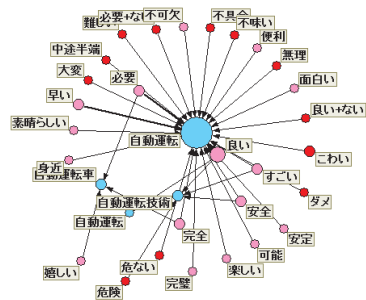 必要+な
不可欠
不具合
難し
不味い
便利
中途半端
無理
大変
必要
面白い
早い
良い+ない
素晴らしい
自動運転
良い
こわい
身近
すごい
自動運転車
ダメ
自動運転技術
安全
自動運転
完全
安定
可能
嬉しい
危ない
楽しい
完璧
危険